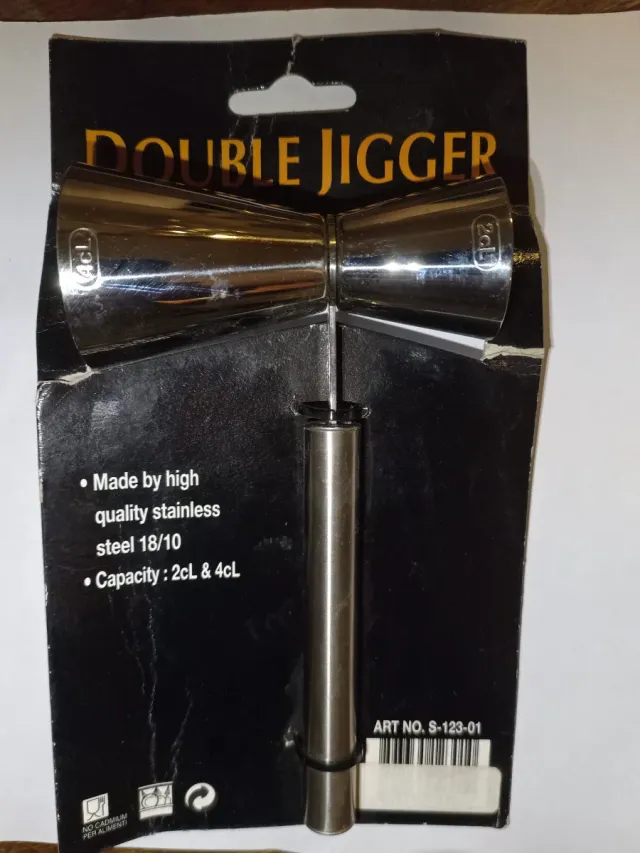 DOUBLE JIGGER
4cL
2cL
• Made by high
quality stainless
steel 18/10
• Capacity : 2cL & 4cL
ART NO. S-123-01
NO CADMIUM
PER ALIMENTI